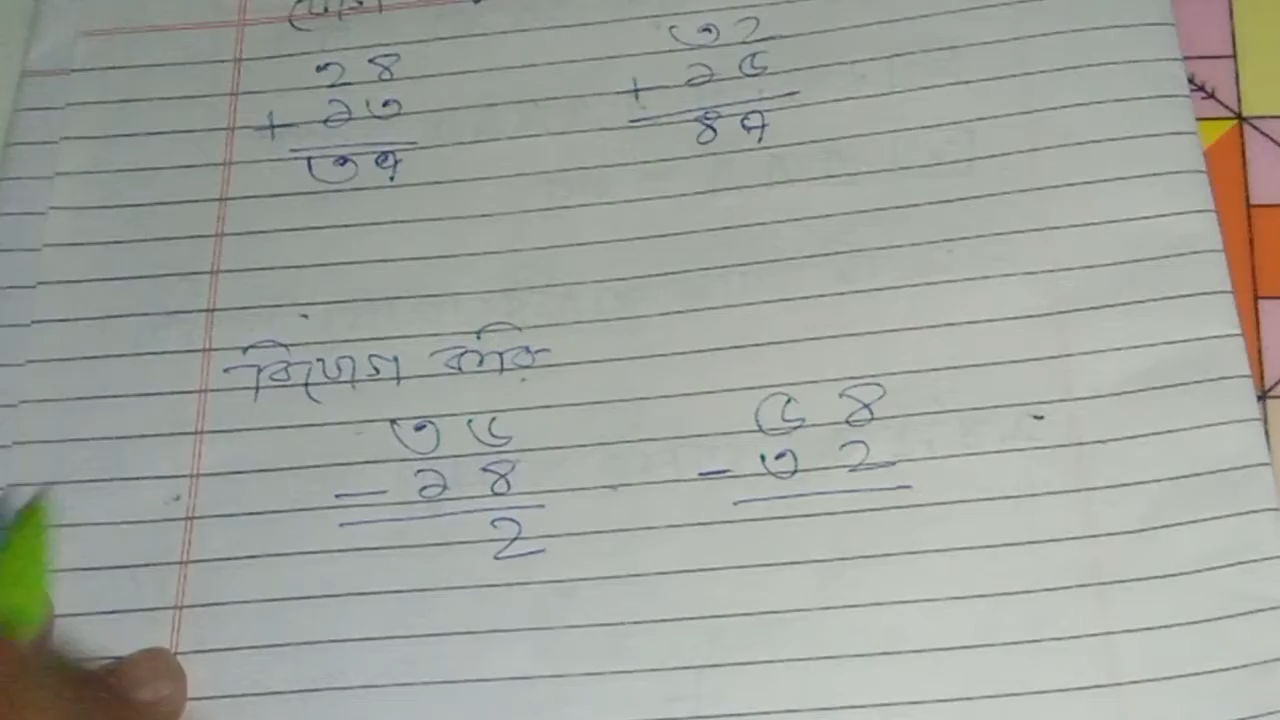 ২৪ ৩২
+ ১৩ + ১৫
৩৭ ৪৭
বিয়োগ করি
৩৬ ৫৪
- ১৪ - ৩২
২